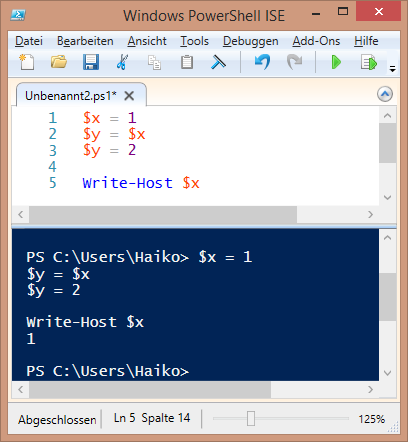 Windows PowerShell ISE
Datei Bearbeiten Ansicht Tools Debuggen Add-Ons Hilfe
Unbenannt2.ps1*
1 $x = 1
2 $y = $x
3 $y = 2
4
5 Write-Host $x
PS C:\Users\Haiko> $x = 1
$y = $x
$y = 2
Write-Host $x
1
PS C:\Users\Haiko>
Abgeschlossen Ln 5 Spalte 14 125%